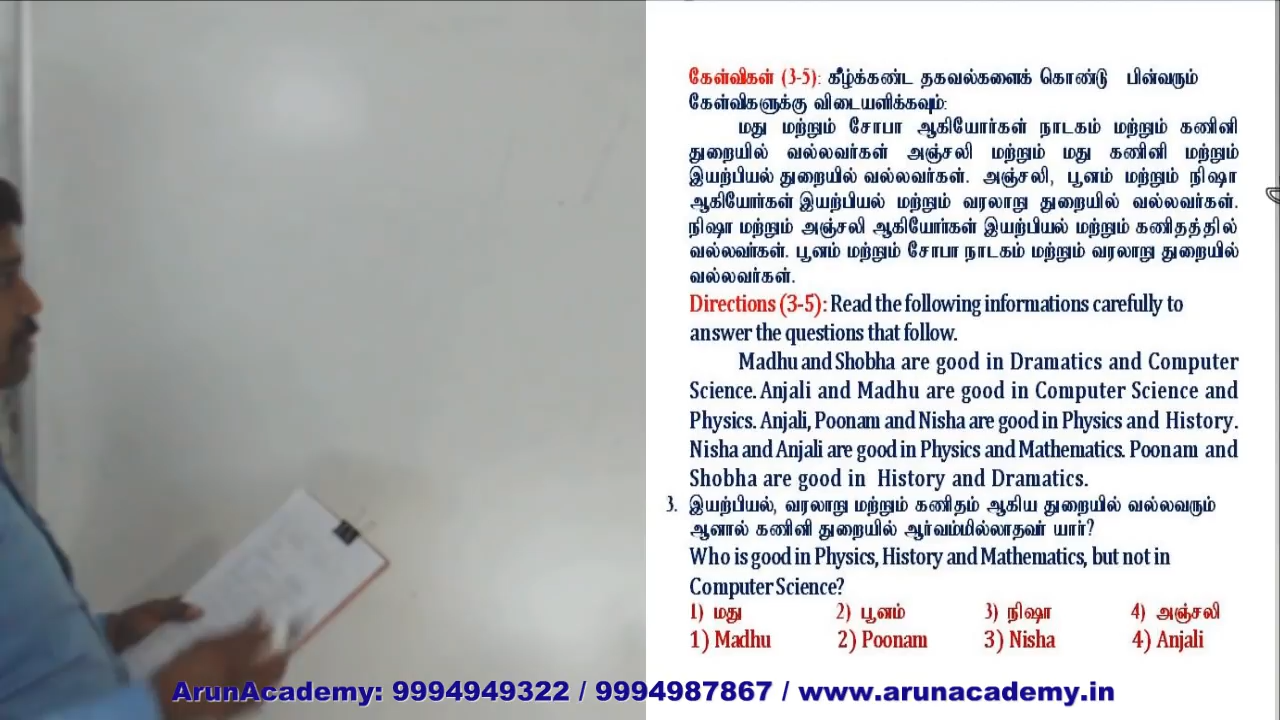 கேள்விகள் (3-5): கீழ்க்கண்ட தகவல்களைக் கொண்டு பின்வரும்
கேள்விகளுக்கு விடையளிக்கவும்:
மது மற்றும் சோபா ஆகியோர்கள் நாடகம் மற்றும் கணினி
துறையில் வல்லவர்கள் அஞ்சலி மற்றும் மது கணினி மற்றும்
இயற்பியல் துறையில் வல்லவர்கள். அஞ்சலி, பூனம் மற்றும் நிஷா
ஆகியோர்கள் இயற்பியல் மற்றும் வரலாறு துறையில் வல்லவர்கள்.
நிஷா மற்றும் அஞ்சலி ஆகியோர்கள் இயற்பியல் மற்றும் கணிதத்தில்
வல்லவர்கள். பூனம் மற்றும் சோபா நாடகம் மற்றும் வரலாறு துறையில்
வல்லவர்கள்.
Directions (3-5): Read the following informations carefully to
answer the questions that follow.
Madhu and Shobha are good in Dramatics and Computer
Science. Anjali and Madhu are good in Computer Science and
Physics. Anjali, Poonam and Nisha are good in Physics and History.
Nisha and Anjali are good in Physics and Mathematics. Poonam and
Shobha are good in History and Dramatics.
3. இயற்பியல், வரலாறு மற்றும் கணிதம் ஆகிய துறையில் வல்லவரும்
ஆனால் கணினி துறையில் ஆர்வம்மில்லாதவர் யார்?
Who is good in Physics, History and Mathematics, but not in
Computer Science?
1) மது 2) பூனம் 3) நிஷா 4) அஞ்சலி
1) Madhu 2) Poonam 3) Nisha 4) Anjali
ArunAcademy: 9994949322 / 9994987867 / www.arunacademy.in